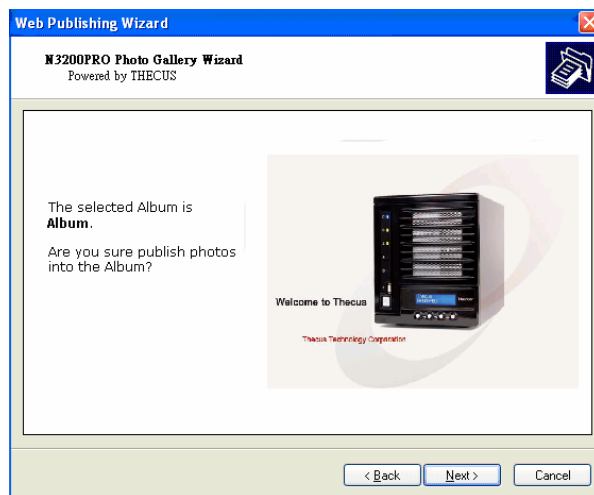 Web Publishing Wizard
N3200PRO Photo Gallery Wizard
Powered by THECUS
The selected Album is
Album.
Are you sure publish photos
into the Album?
Welcome to Thecus
Thecus Technology Corporation
< Back
Next >
Cancel